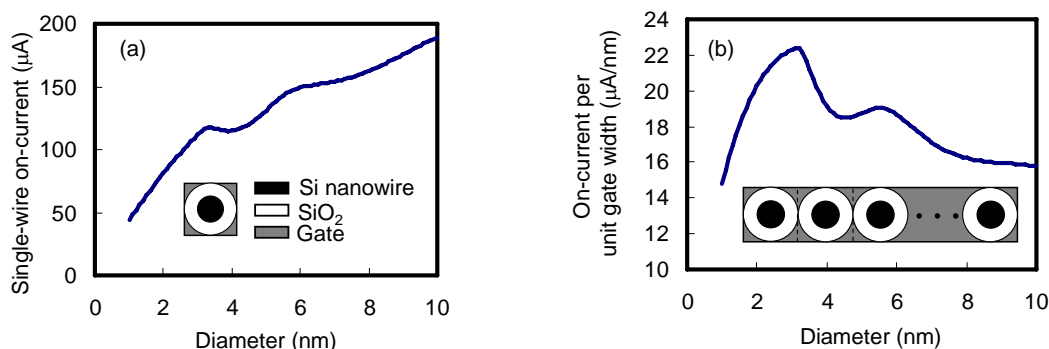 (a)
Single-wire on-current (μA)
200
150
100
50
0
0 2 4 6 8 10
Diameter (nm)
Si nanowire
SiO2
Gate
(b)
On-current per
unit gate width (μA/nm)
24
22
20
18
16
14
12
10
0 2 4 6 8 10
Diameter (nm)